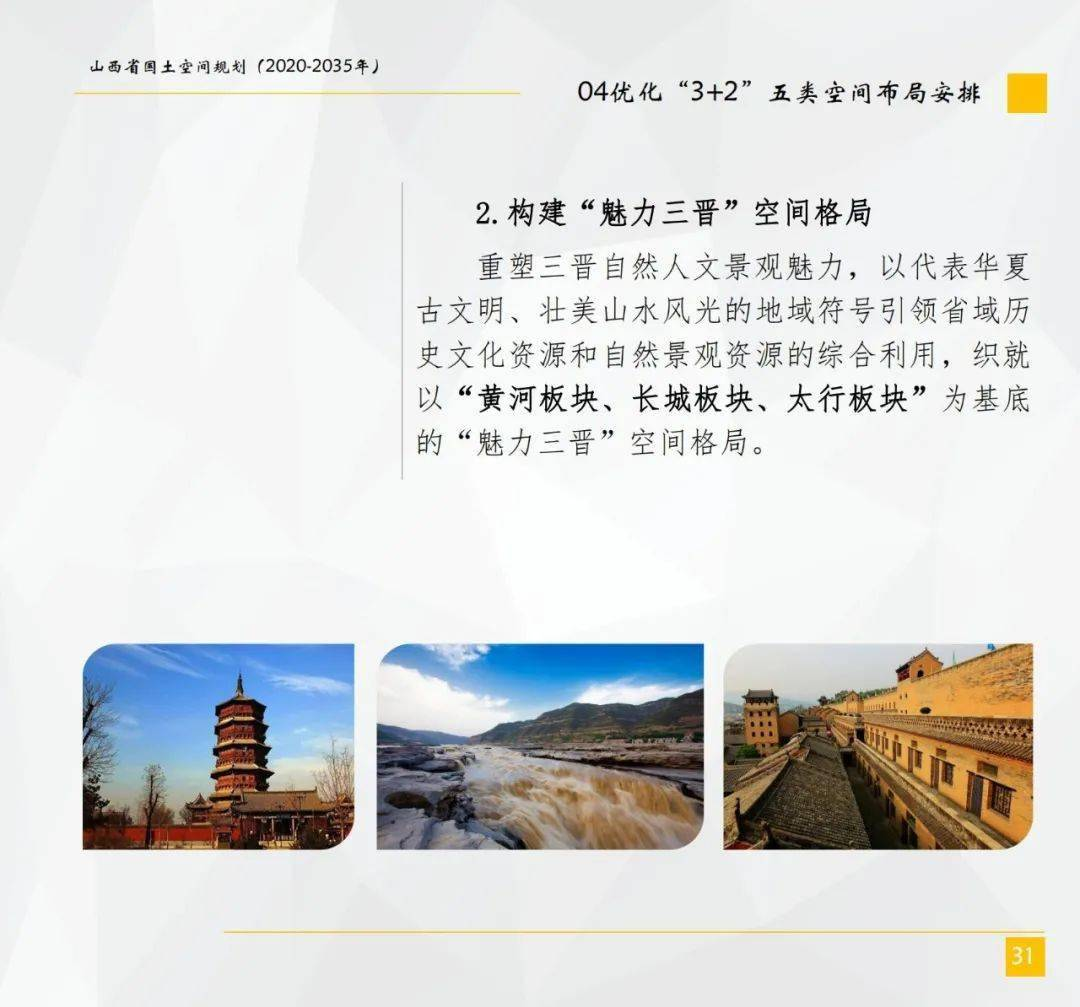 山西省国土空间规划（2020-2035年）
04优化“3+2”五类空间布局安排
2.构建“魅力三晋”空间格局
重塑三晋自然人文景观魅力，以代表华夏
古文明、壮美山水风光的地域符号引领省域历
史文化资源和自然景观资源的综合利用，织就
以“黄河板块、长城板块、太行板块”为基底
的“魅力三晋”空间格局。
31